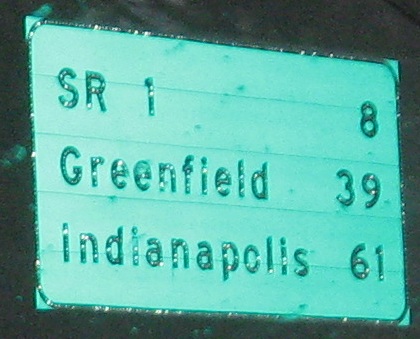 SR 1 8
Greenfield 39
Indianapolis 61